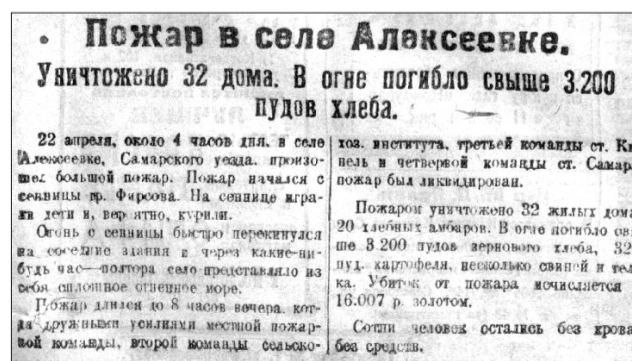 Пожар в селе Алексеевке.
Уничтожено 32 дома. В огне погибло свыше 3.200
пудов хлеба.
22 апреля, около 4 часов дня, в селе
Алексеевке, Самарского уезда, произо-
шел большой пожар. Пожар начался с
сенницы гр. Фирсова. На сеннице игра-
ли дети и, вероятно, курили.
Огонь с сенницы быстро перекинулся
на соседние здания и через какие-ни-
будь час—полтора село представляло из
себя сплошное огненное море.
Пожар длился до 8 часов вечера, ког-
да дружными усилиями местной пожар-
ной команды, второй команды сельско-
хоз. института, третьей команды ст. Ки
нель и четвертой команды ст. Самара
пожар был ликвидирован.
Пожаром уничтожено 32 жилых дома
20 хлебных амбаров. В огне погибло свы
ше 3.200 пудов зернового хлеба, 32
пуд. картофеля, несколько свиней и тел
ка. Убиток от пожара исчисляется
16.007 р. золотом.
Сотни человек остались без крова
без средств.